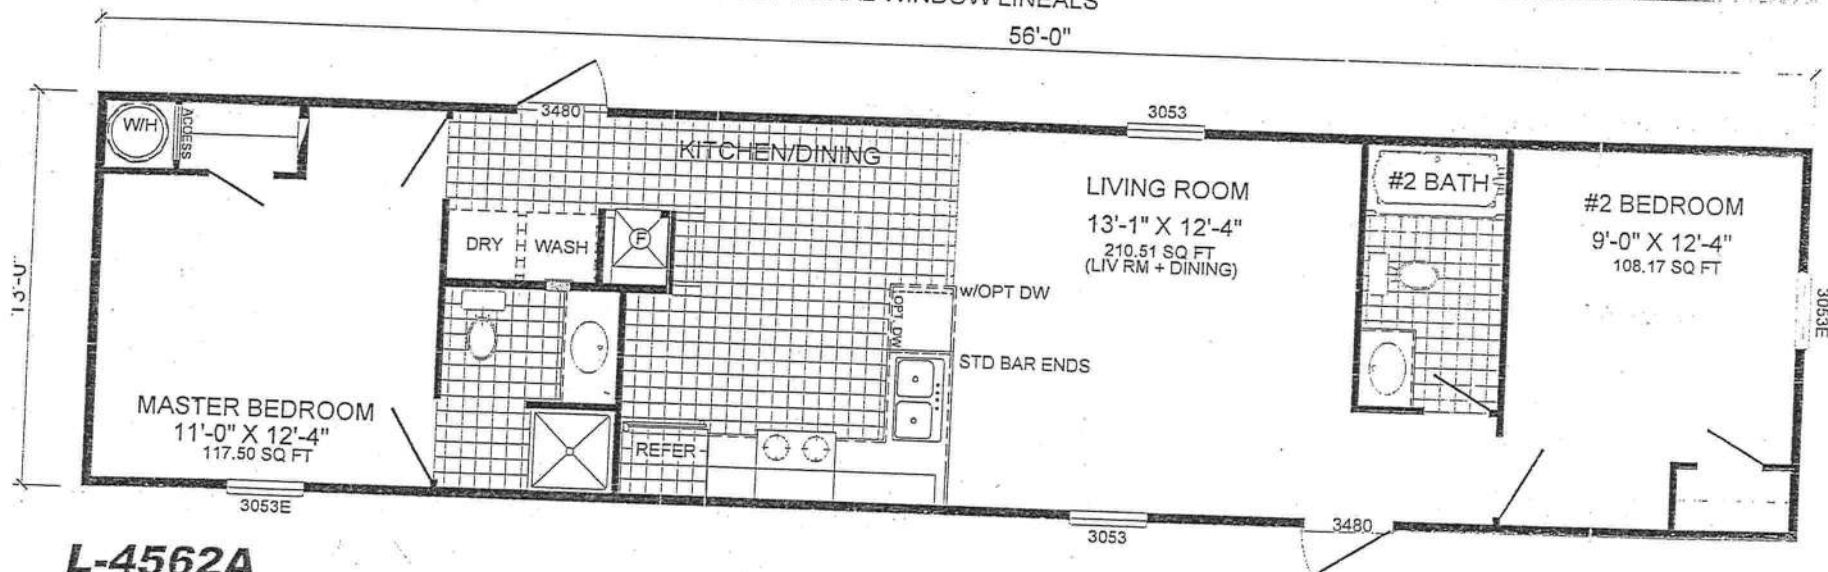 WINDOW LINEALS
56'-0"
3480
3053
W/H
ACCESS
KITCHEN/DINING
LIVING ROOM
13'-1" X 12'-4"
210.51 SQ FT
(LIV RM + DINING)
#2 BATH
#2 BEDROOM
9'-0" X 12'-4"
108.17 SQ FT
DRY
WASH
F
w/OPT DW
OPT. DW
3053E
13'-0"
STD BAR ENDS
MASTER BEDROOM
11'-0" X 12'-4"
117.50 SQ FT
REFER
3053E
3053
3480
L-4562A